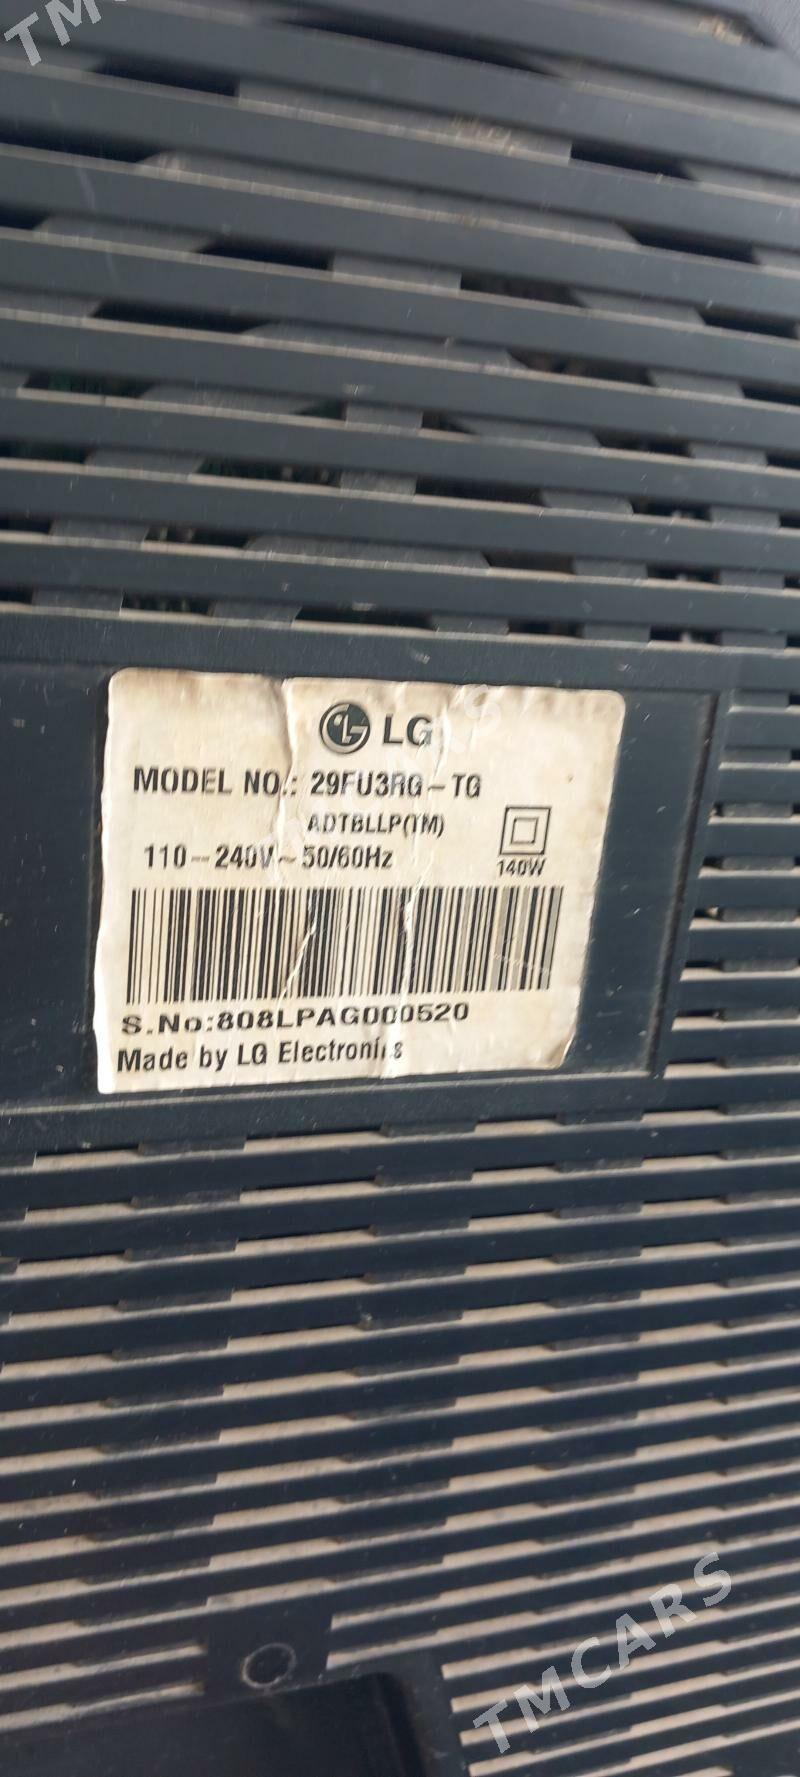 TM
LG
MODEL NO.: 29FU3RG-TG
ADTBLLP(TM)
110-240V~50/60Hz
140W
S.No:808LPAG000520
Made by LG Electronics
TMCARS